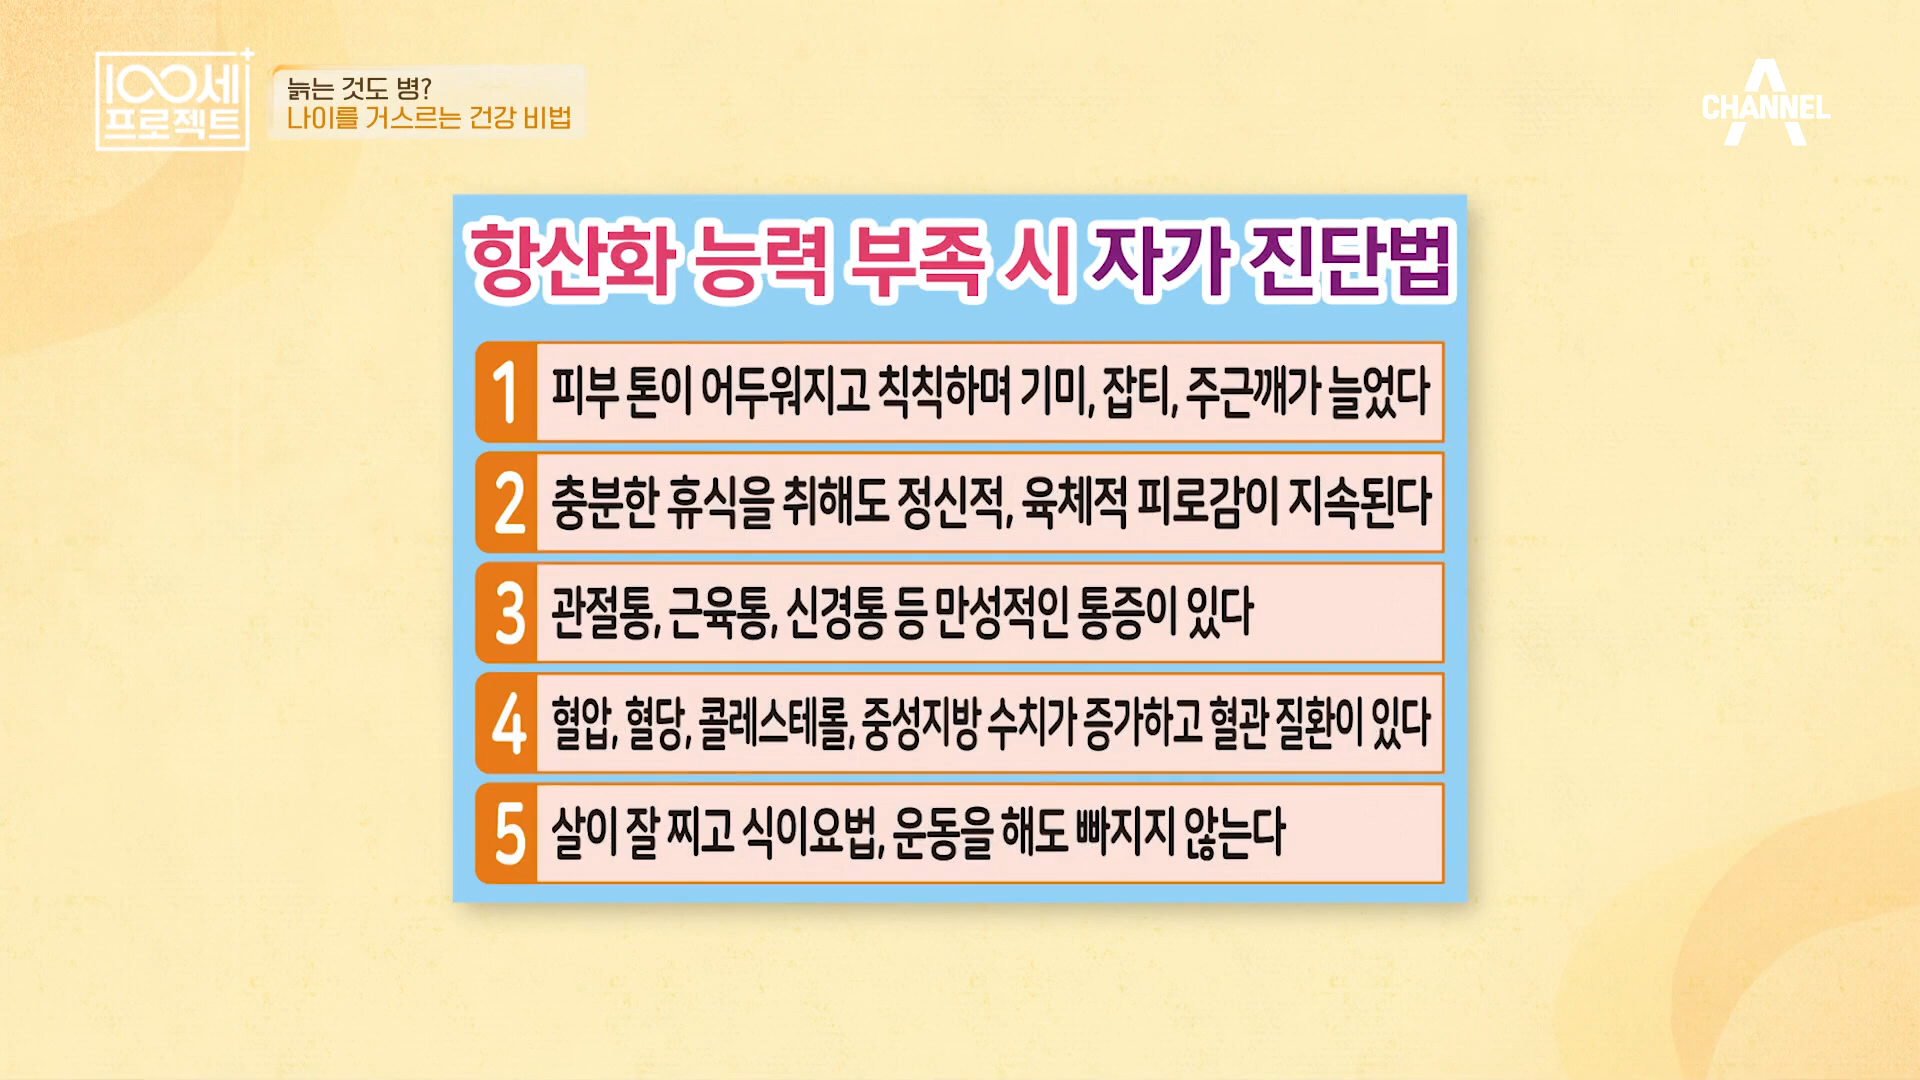 100세+
프로젝트
늙는 것도 병?
나이를 거스르는 건강 비법
CHANNEL A
항산화 능력 부족 시 자가 진단법
1 피부 톤이 어두워지고 칙칙하며 기미, 잡티, 주근깨가 늘었다
2 충분한 휴식을 취해도 정신적, 육체적 피로감이 지속된다
3 관절통, 근육통, 신경통 등 만성적인 통증이 있다
4 혈압, 혈당, 콜레스테롤, 중성지방 수치가 증가하고 혈관 질환이 있다
5 살이 잘 찌고 식이요법, 운동을 해도 빠지지 않는다